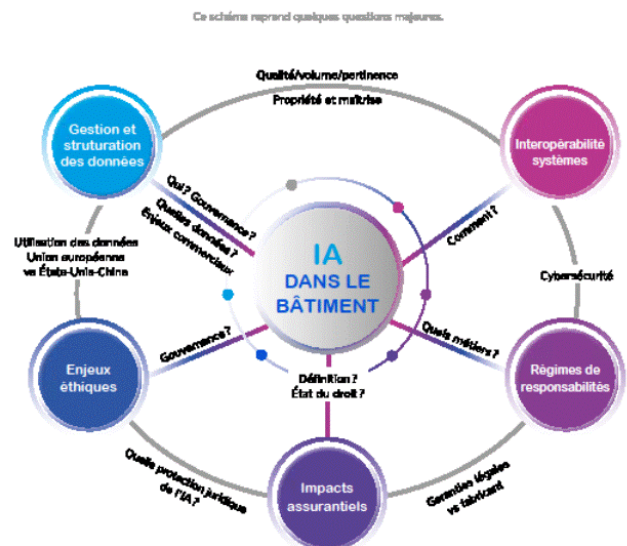 Ce schéma reprend quelques questions majeures.
Qualité/volume/pertinence
Propriété et maîtrise
Gestion et
struturation
des données
Interopérabilité
systèmes
Qui ? Gouvernance ?
Quelles données ?
Enjeux commerciaux
Comment ?
IA
DANS LE
BÂTIMENT
Utilisation des données
Union européenne
vs États-Unis-Chine
Cybersécurité
Gouvernance ?
Quels métiers ?
Enjeux
éthiques
Régimes de
responsabilités
Définition ?
État du droit ?
Quelle protection juridique
de l'IA ?
Impacts
assurantiels
Garanties légales
vs fabricant